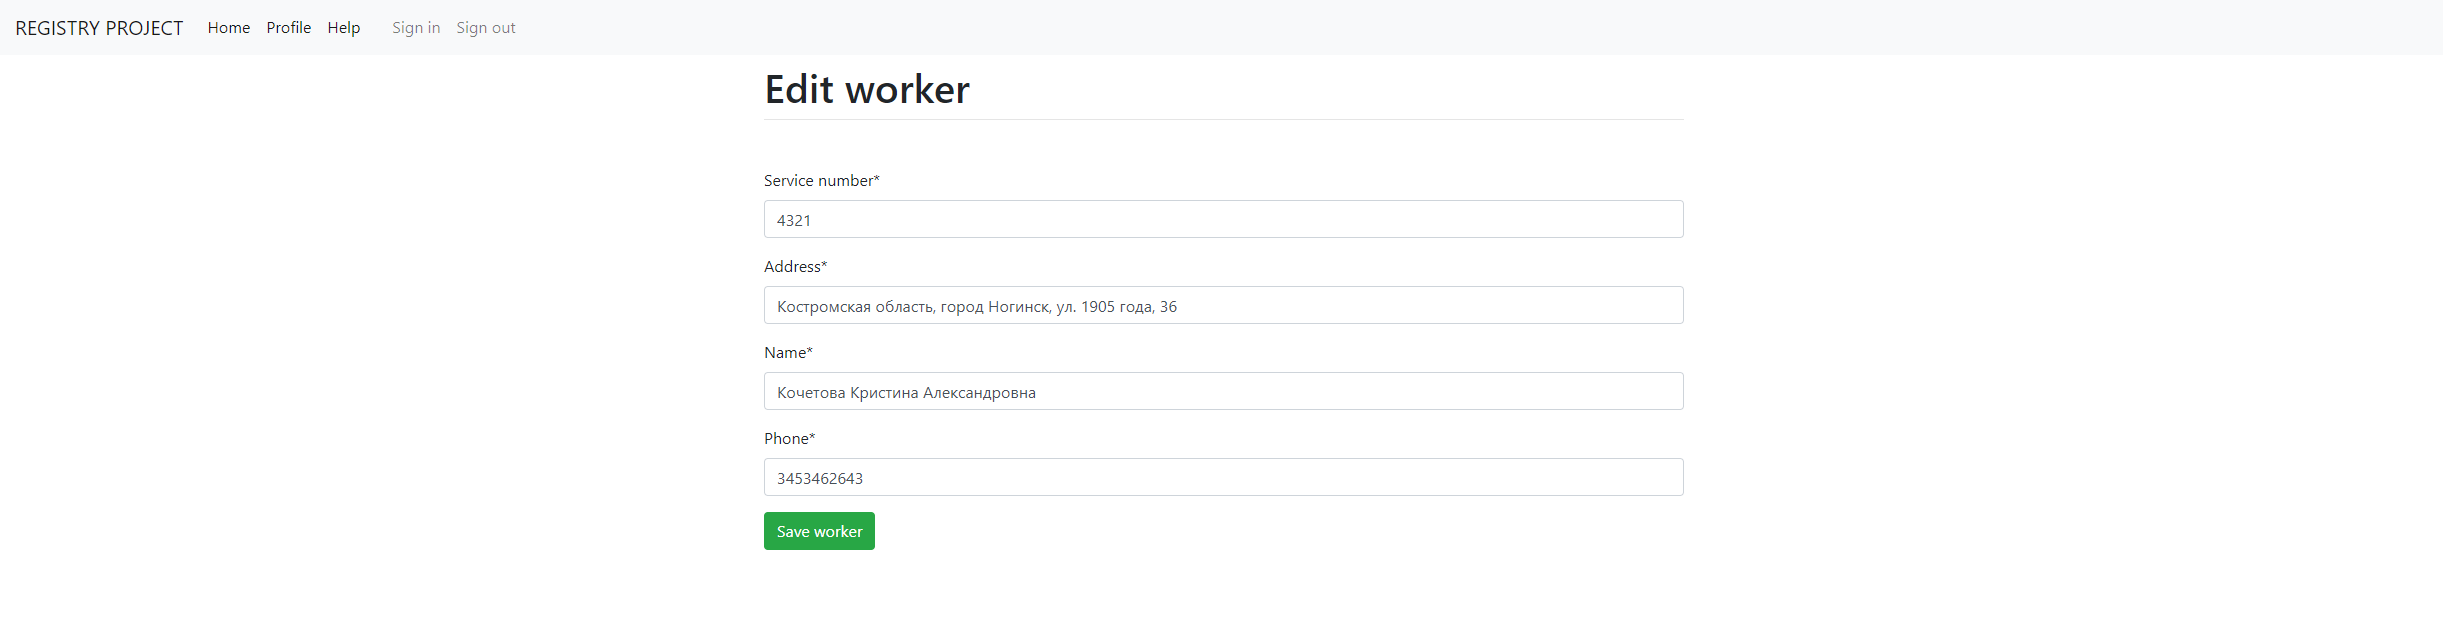 REGISTRY PROJECT Home Profile Help Sign in Sign out
Edit worker
Service number*
4321
Address*
Костромская область, город Ногинск, ул. 1905 года, 36
Name*
Кочетова Кристина Александровна
Phone*
3453462643
Save worker